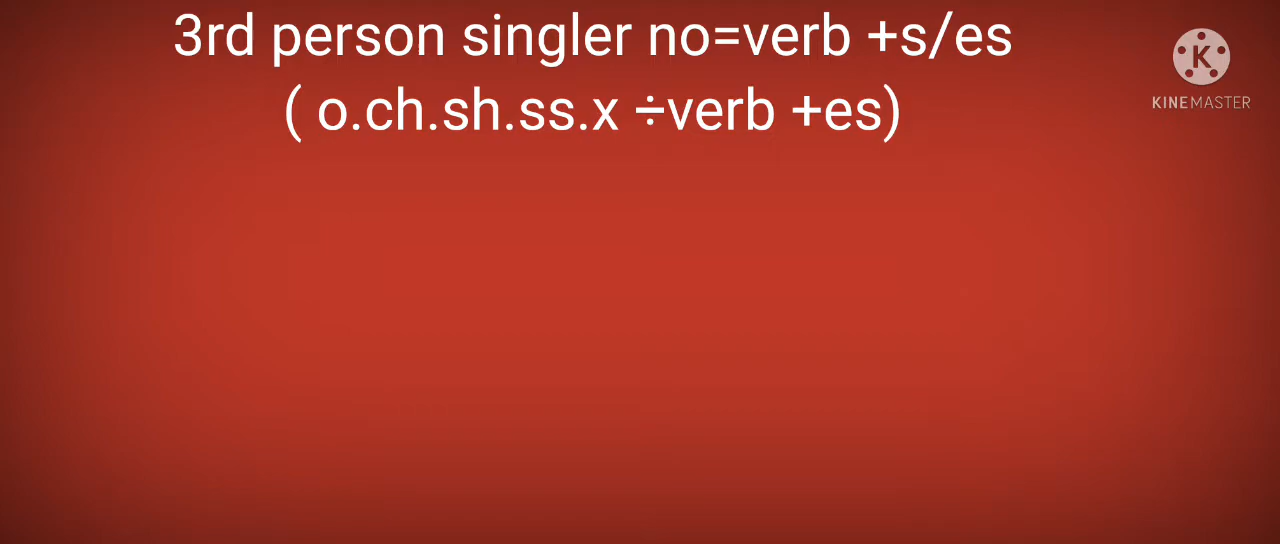 3rd person singler no=verb +s/es
( o.ch.sh.ss.x ÷verb +es)
K
KINEMASTER